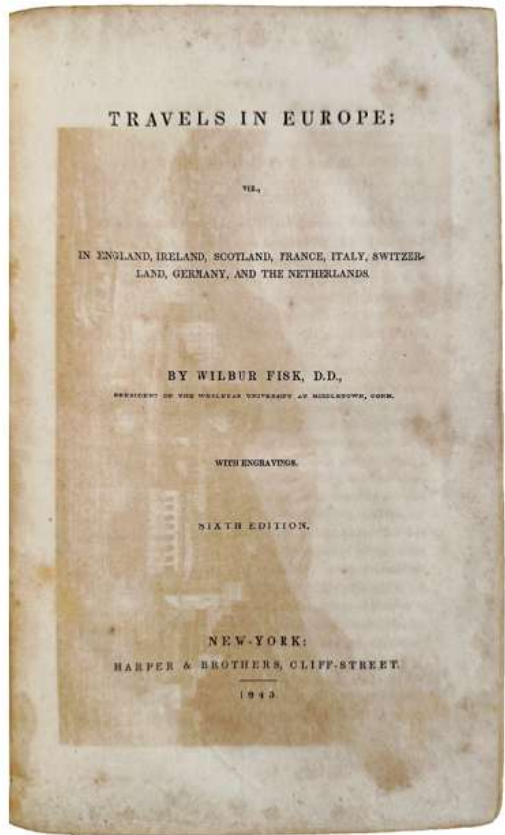 TRAVELS IN EUROPE;
VIZ.,
IN ENGLAND, IRELAND, SCOTLAND, FRANCE, ITALY, SWITZER-
LAND, GERMANY, AND THE NETHERLANDS.
BY WILBUR FISK, D.D.,
PRESIDENT OF THE WESLEYAN UNIVERSITY AT MIDDLETOWN, CONN.
WITH ENGRAVINGS.
SIXTH EDITION.
NEW-YORK:
HARPER & BROTHERS, CLIFF-STREET.
1843.